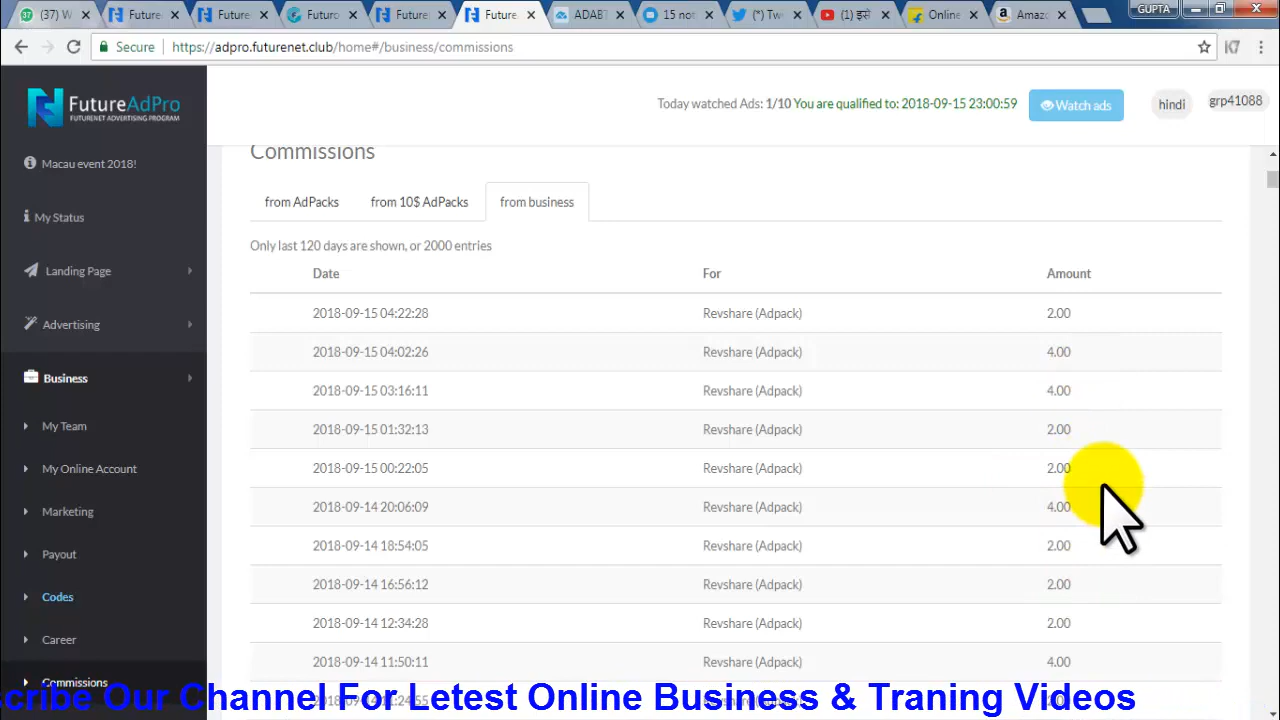 (37) W
Future
Future
Futuro
Future
Future
ADABT
15 not
(*) Tw
Online
Amazo
GUPTA
Secure https://adpro.futurenet.club/home#/business/commissions
FutureAdPro
FUTURENET ADVERTISING PROGRAM
Today watched Ads: 1/10 You are qualified to: 2018-09-15 23:00:59
Watch ads
hindi
grp41088
Macau event 2018!
My Status
Landing Page
Advertising
Business
My Team
My Online Account
Marketing
Payout
Codes
Career
Commissions
Commissions
from AdPacks from 10$ AdPacks from business
Only last 120 days are shown, or 2000 entries
Date For Amount
2018-09-15 04:22:28 Revshare (Adpack) 2.00
2018-09-15 04:02:26 Revshare (Adpack) 4.00
2018-09-15 03:16:11 Revshare (Adpack) 4.00
2018-09-15 01:32:13 Revshare (Adpack) 2.00
2018-09-15 00:22:05 Revshare (Adpack) 2.00
2018-09-14 20:06:09 Revshare (Adpack) 4.00
2018-09-14 18:54:05 Revshare (Adpack) 2.00
2018-09-14 16:56:12 Revshare (Adpack) 2.00
2018-09-14 12:34:28 Revshare (Adpack) 2.00
2018-09-14 11:50:11 Revshare (Adpack) 4.00
scribe Our Channel For Letest Online Business & Traning Videos